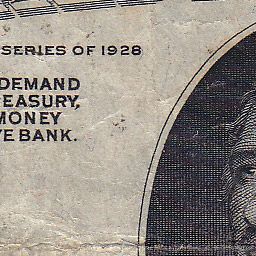 SERIES OF 1928
DEMAND
EASURY,
MONEY
VE BANK.